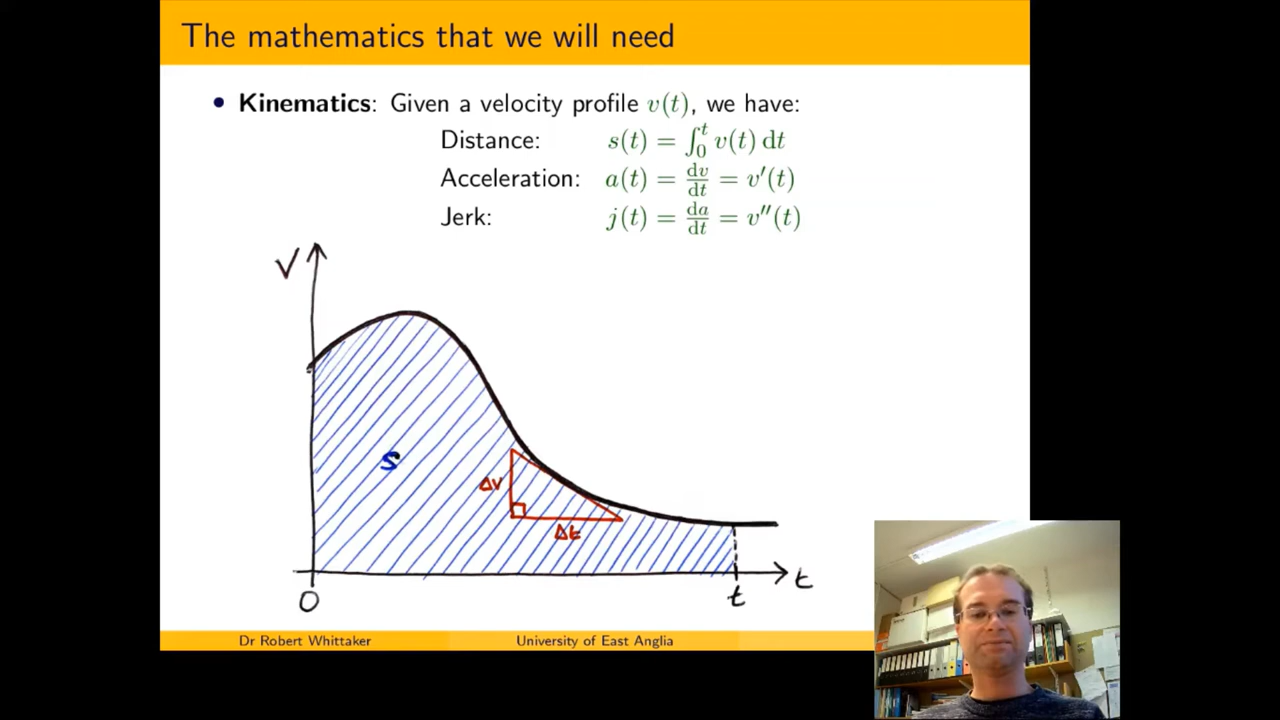 The mathematics that we will need
• Kinematics: Given a velocity profile v(t), we have:
Distance: s(t) = ∫₀ᵗ v(t) dt
Acceleration: a(t) = dv/dt = v′(t)
Jerk: j(t) = da/dt = v″(t)
V
S
ΔV
Δt
t
0
t
Dr Robert Whittaker University of East Anglia